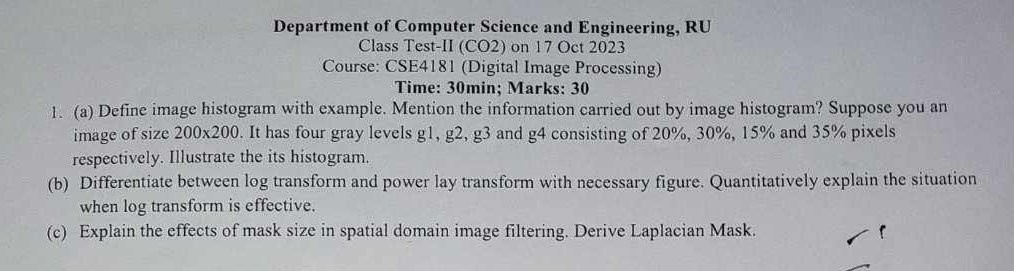 Department of Computer Science and Engineering, RU
Class Test-II (CO2) on 17 Oct 2023
Course: CSE4181 (Digital Image Processing)
Time: 30min; Marks: 30
1. (a) Define image histogram with example. Mention the information carried out by image histogram? Suppose you an
image of size 200x200. It has four gray levels g1, g2, g3 and g4 consisting of 20%, 30%, 15% and 35% pixels
respectively. Illustrate the its histogram.
(b) Differentiate between log transform and power lay transform with necessary figure. Quantitatively explain the situation
when log transform is effective.
(c) Explain the effects of mask size in spatial domain image filtering. Derive Laplacian Mask.